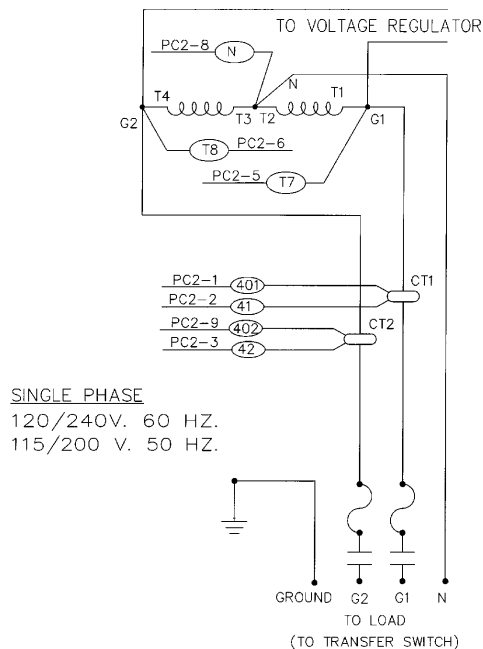 TO VOLTAGE REGULATOR
PC2-8 N
N
T4 T3 T2 T1
G2 G1
T8 PC2-6
PC2-5 T7
PC2-1 401 CT1
PC2-2 41
PC2-9 402 CT2
PC2-3 42
SINGLE PHASE
120/240V. 60 HZ.
115/200 V. 50 HZ.
GROUND G2 G1 N
TO LOAD
(TO TRANSFER SWITCH)